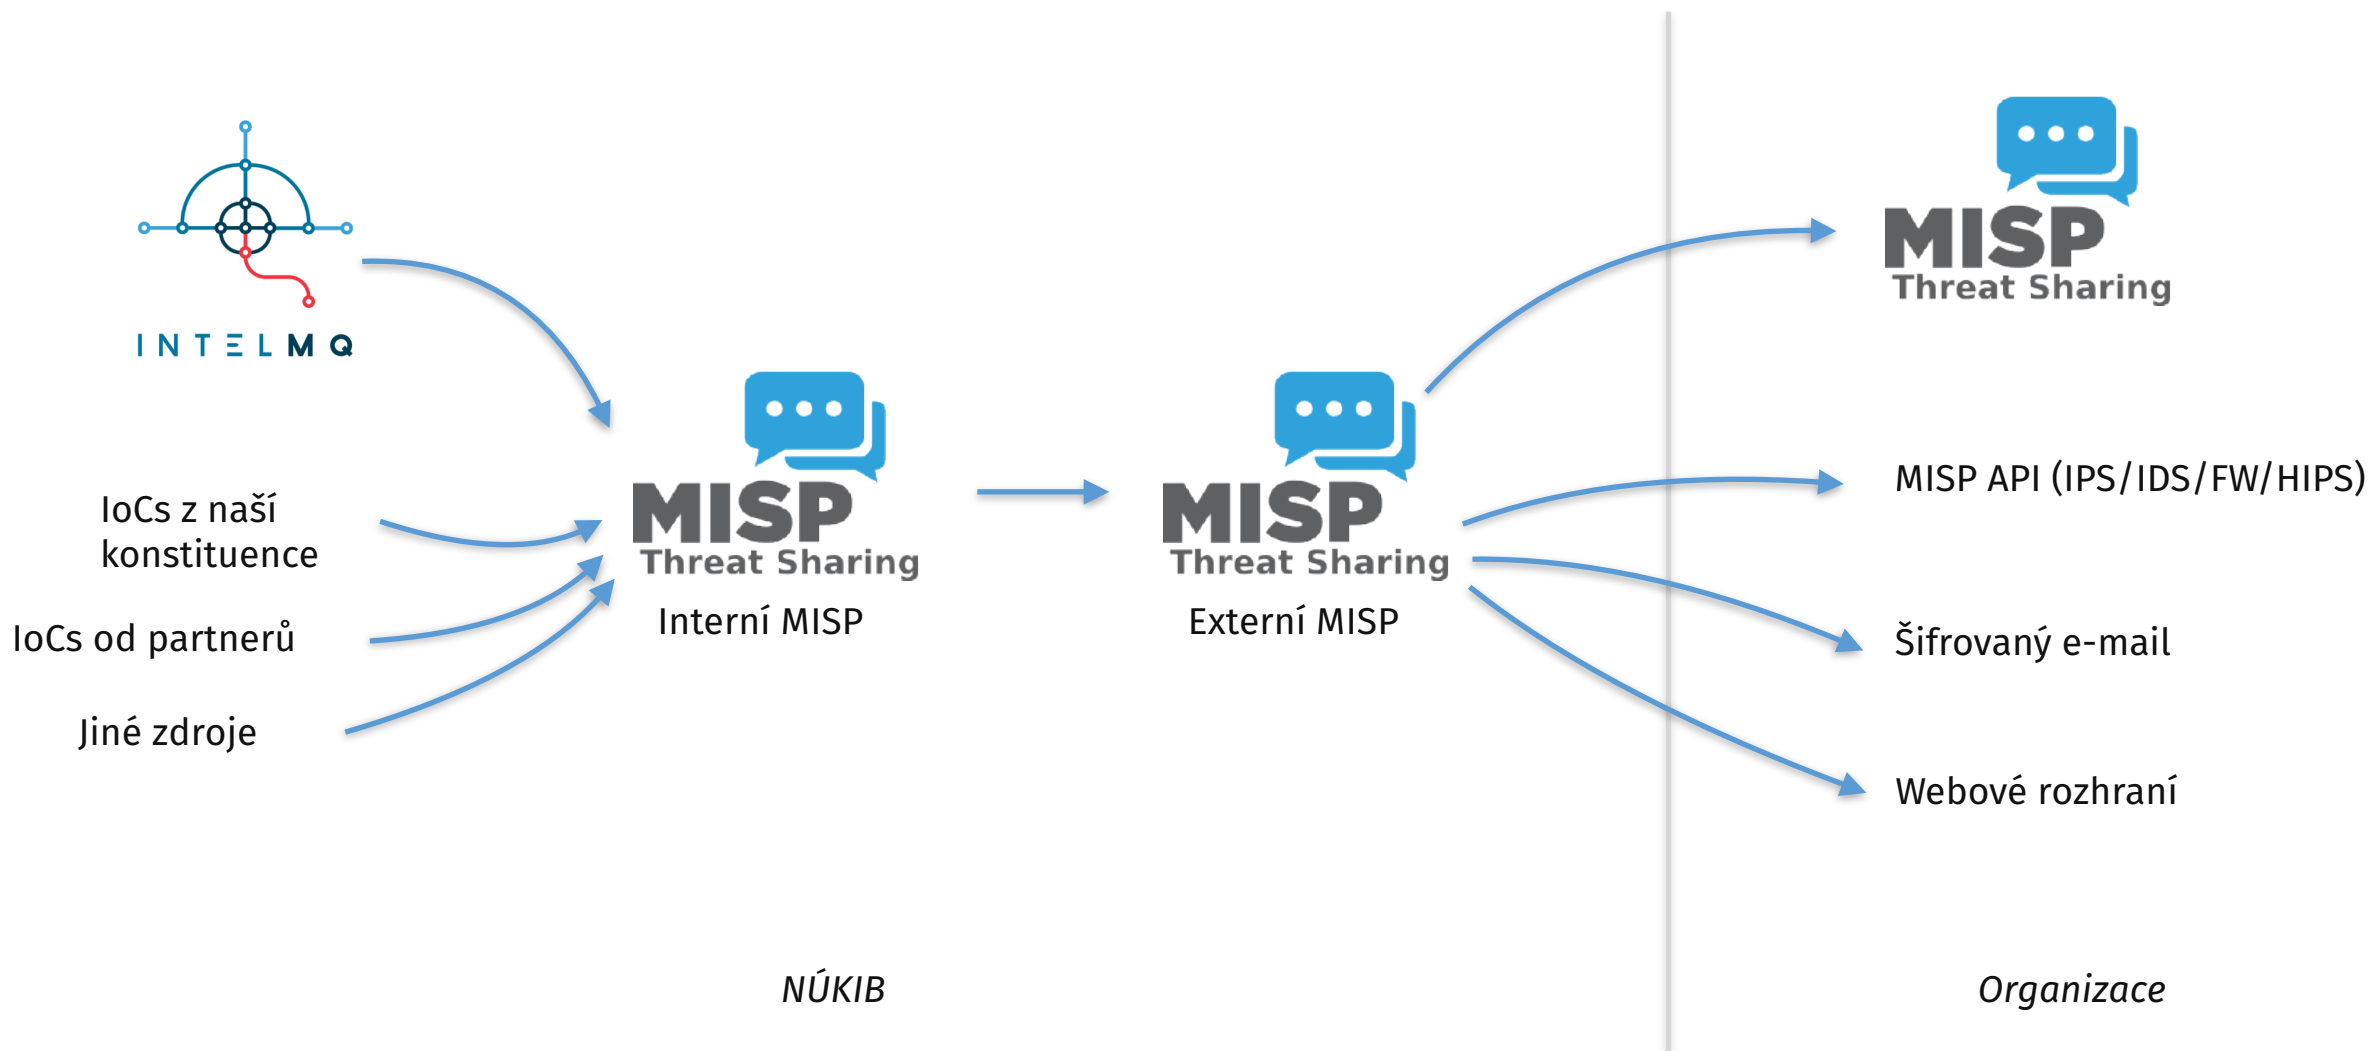 INTELMQ
IoCs z naší
konstituence
IoCs od partnerů
Jiné zdroje
MISP
Threat Sharing
Interní MISP
MISP
Threat Sharing
Externí MISP
MISP
Threat Sharing
MISP API (IPS/IDS/FW/HIPS)
Šifrovaný e-mail
Webové rozhraní
NÚKIB
Organizace